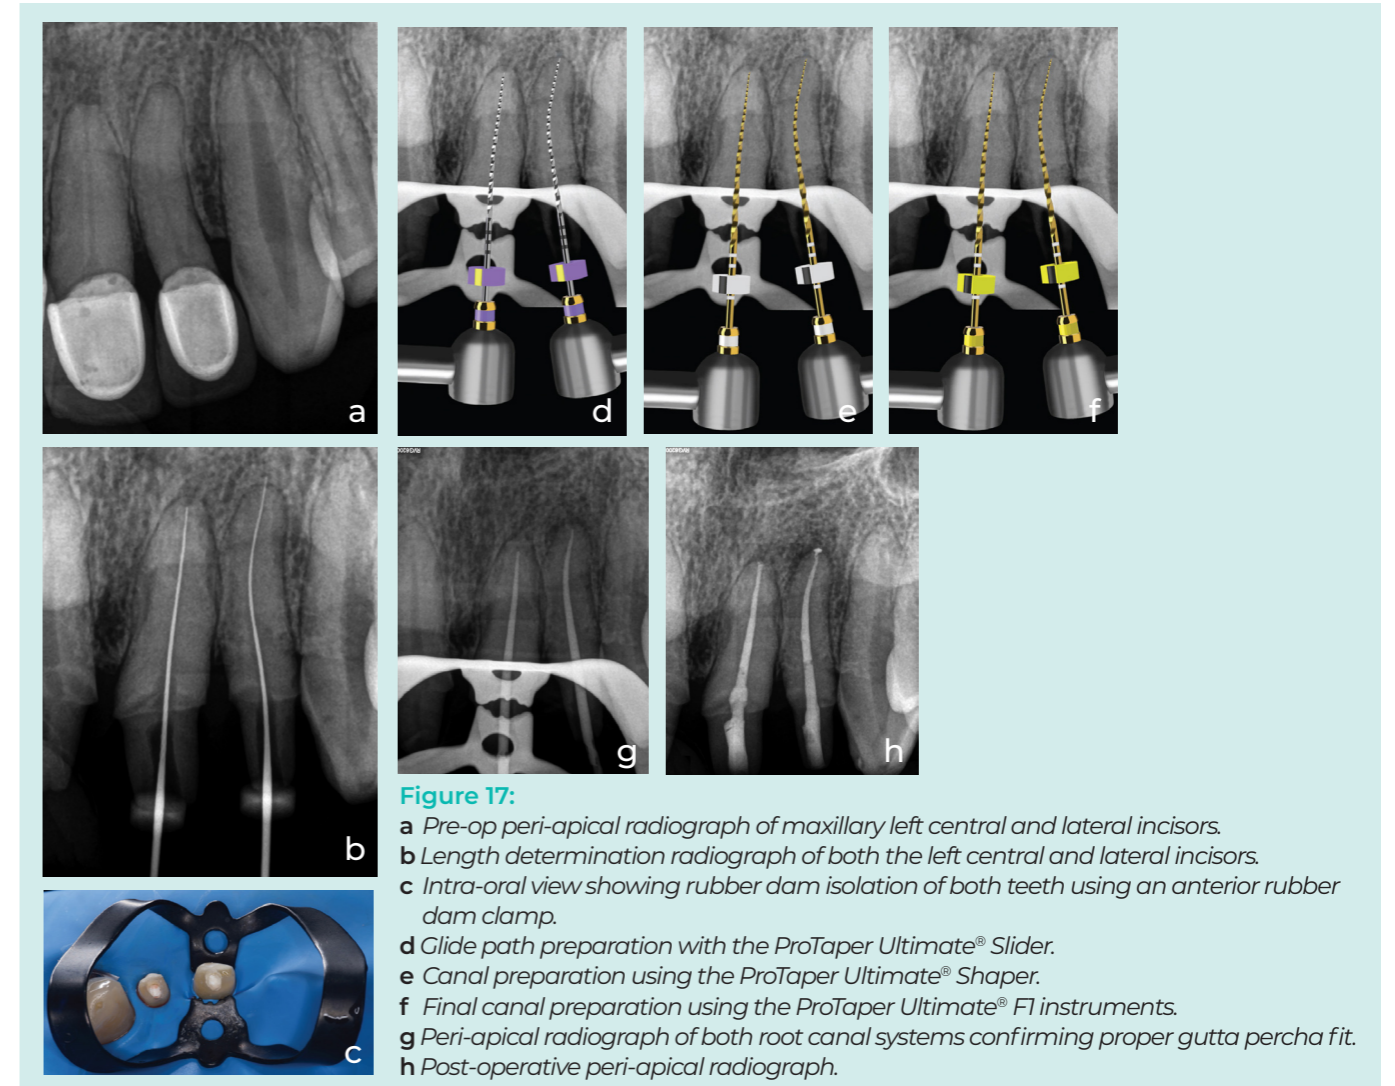 a
d
e
f
b
g
h
c
Figure 17:
a Pre-op peri-apical radiograph of maxillary left central and lateral incisors.
b Length determination radiograph of both the left central and lateral incisors.
c Intra-oral view showing rubber dam isolation of both teeth using an anterior rubber
dam clamp.
d Glide path preparation with the ProTaper Ultimate® Slider.
e Canal preparation using the ProTaper Ultimate® Shaper.
f Final canal preparation using the ProTaper Ultimate® F1 instruments.
g Peri-apical radiograph of both root canal systems confirming proper gutta percha fit.
h Post-operative peri-apical radiograph.